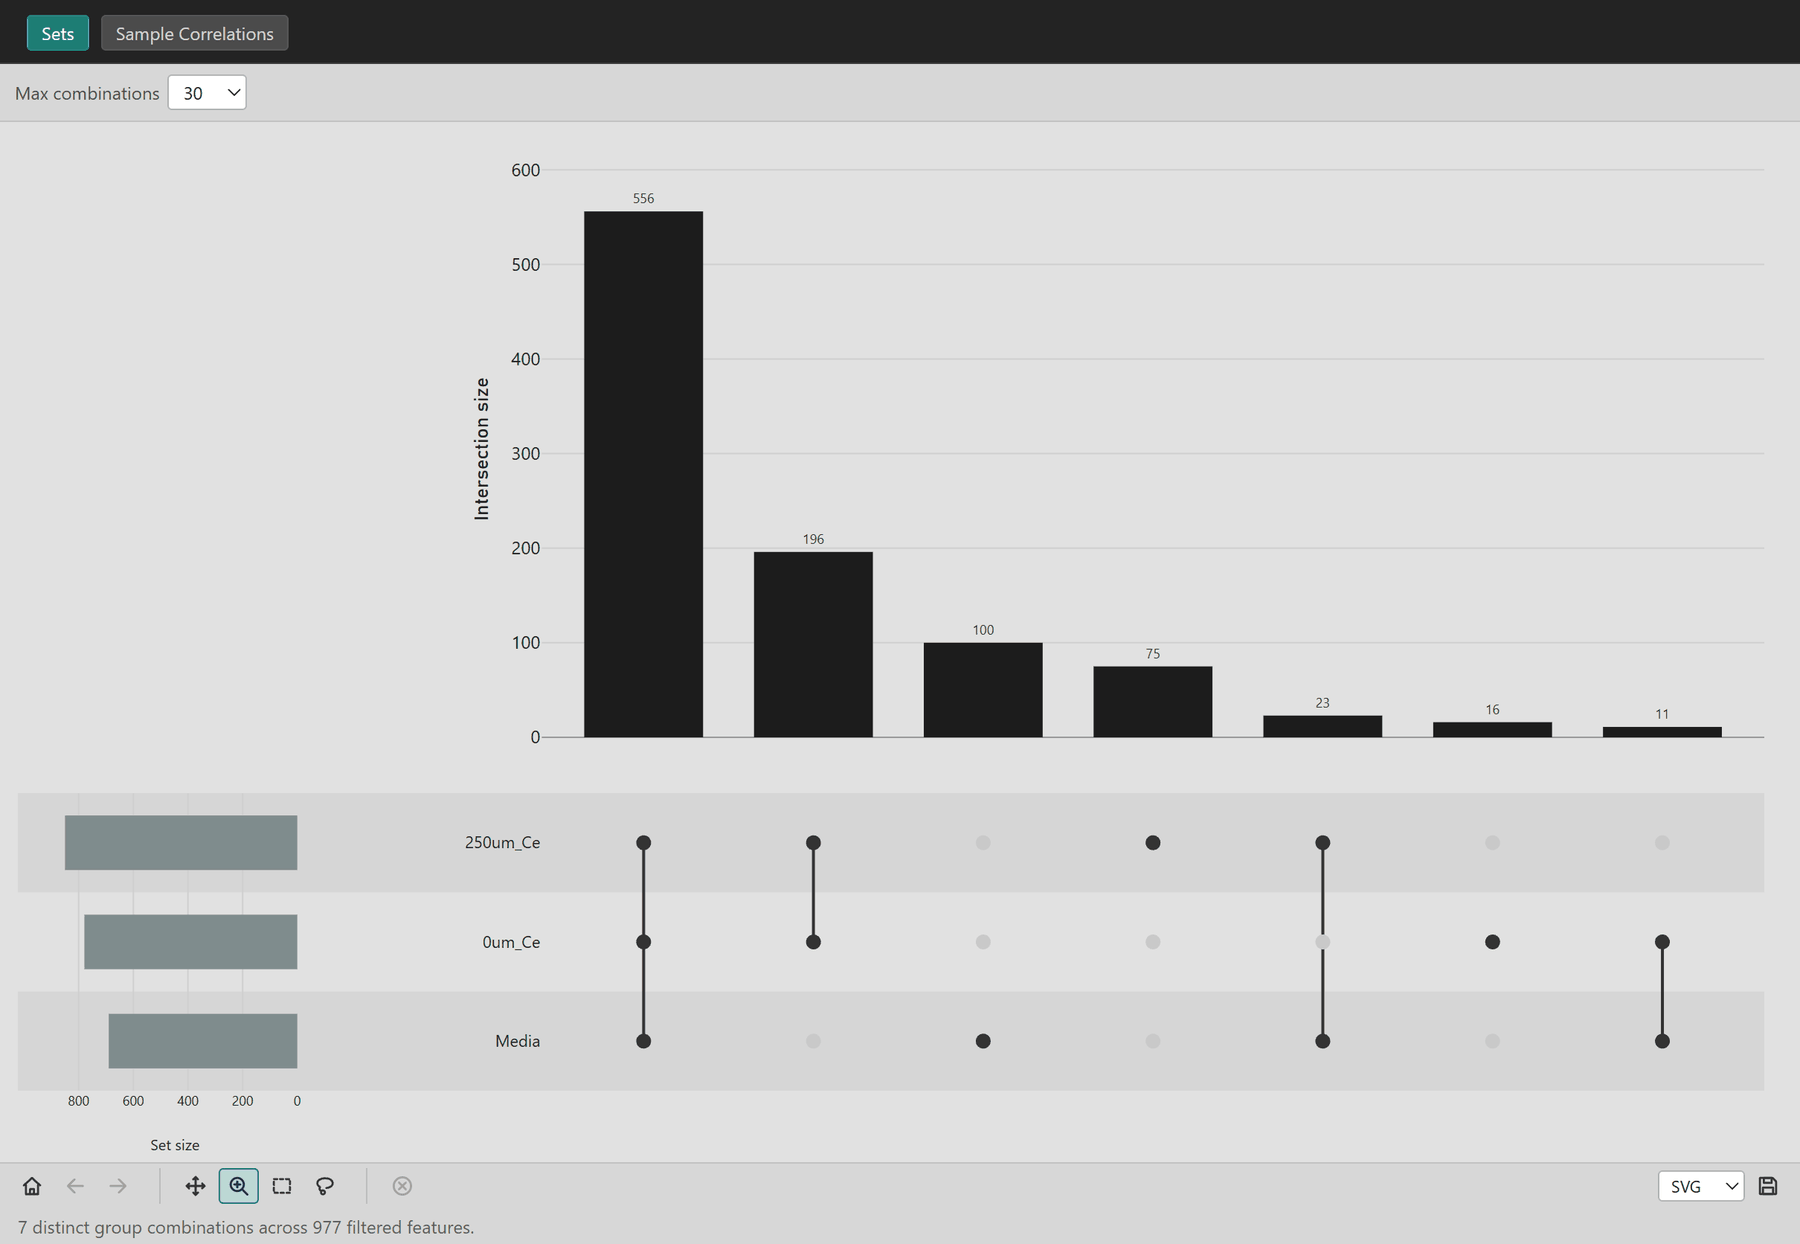 Sets
Sample Correlations
Max combinations 30
600
556
500
400
300
200
196
100
100
75
23
16
11
0
Intersection size
250um_Ce
0um_Ce
Media
800 600 400 200 0
Set size
SVG
7 distinct group combinations across 977 filtered features.